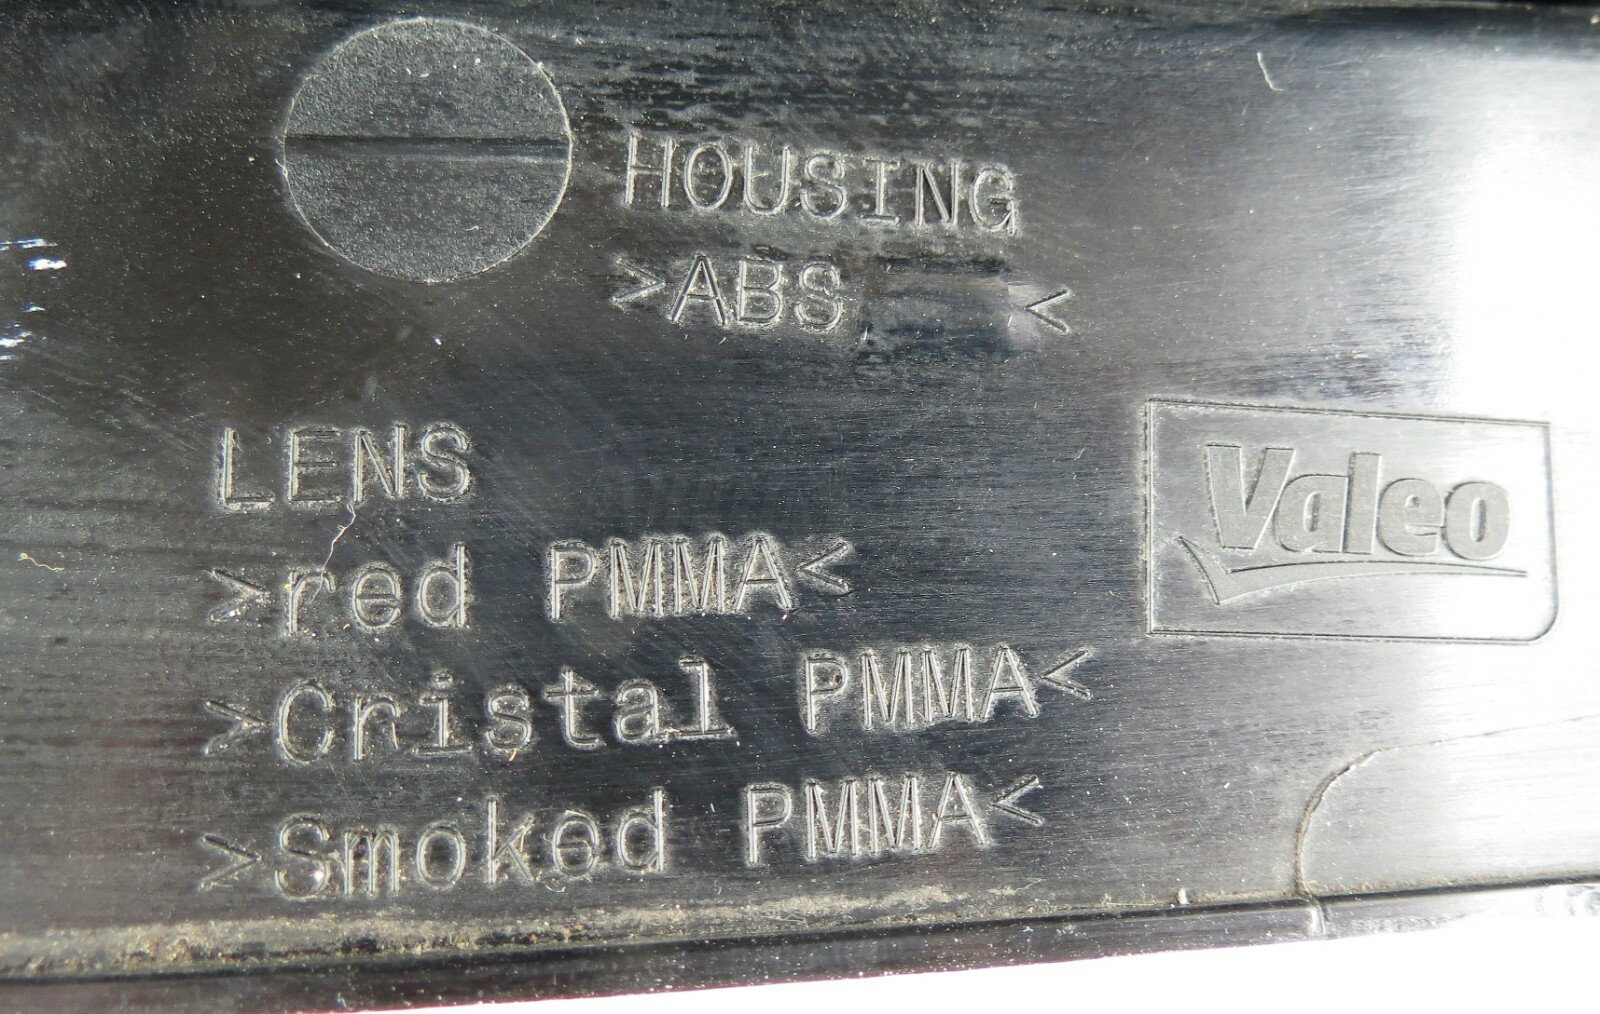 HOUSING
>ABS <
LENS
>red PMMA<
>Cristal PMMA<
>Smoked PMMA<
Valeo